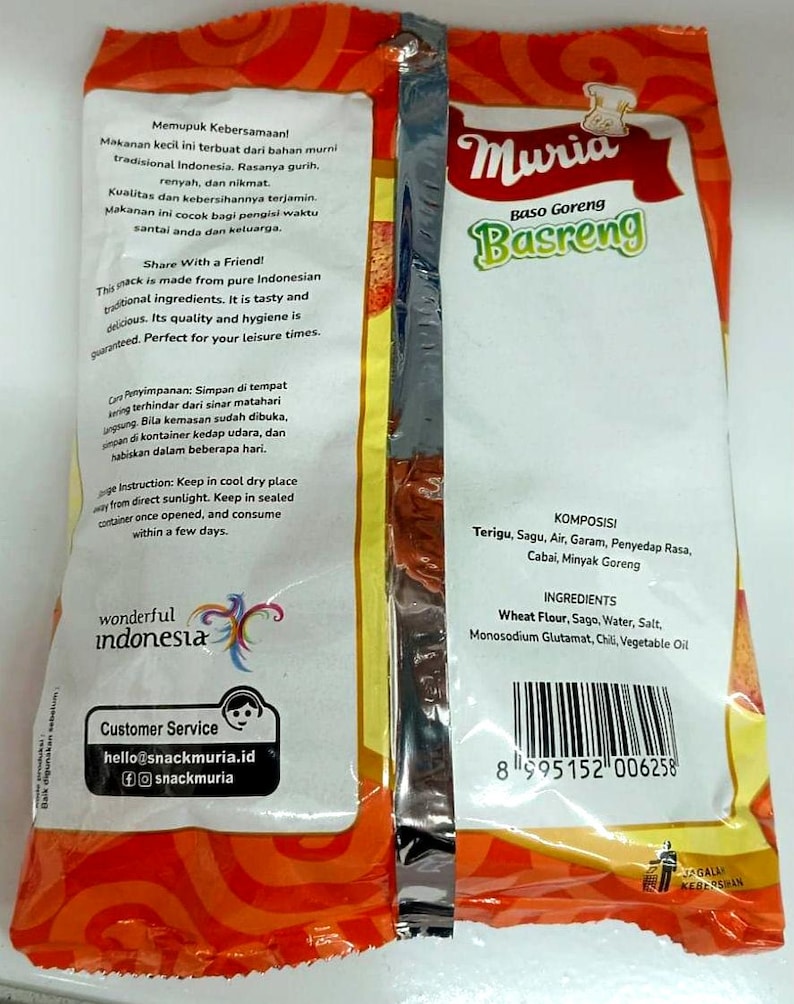 Memupuk Kebersamaan!
Makanan kecil ini terbuat dari bahan murni
tradisional Indonesia. Rasanya gurih,
renyah, dan nikmat.
Kualitas dan kebersihannya terjamin.
Makanan ini cocok bagi pengisi waktu
santai anda dan keluarga.
Share With a Friend!
This snack is made from pure Indonesian
traditional ingredients. It is tasty and
delicious. Its quality and hygiene is
guaranteed. Perfect for your leisure times.
Cara Penyimpanan: Simpan di tempat
kering terhindar dari sinar matahari
langsung. Bila kemasan sudah dibuka,
simpan di kontainer kedap udara, dan
habiskan dalam beberapa hari.
Instruction: Keep in cool dry place
away from direct sunlight. Keep in sealed
container once opened, and consume
within a few days.
wonderful
indonesia
Customer Service
hello@snackmuria.id
snackmuria
produksi :
Baik digunakan sebelum :
Muria
Baso Goreng
Basreng
KOMPOSISI
Terigu, Sagu, Air, Garam, Penyedap Rasa,
Cabai, Minyak Goreng
INGREDIENTS
Wheat Flour, Sago, Water, Salt,
Monosodium Glutamat, Chili, Vegetable Oil
8 995152 006258
JAGALAH
KEBERSIHAN